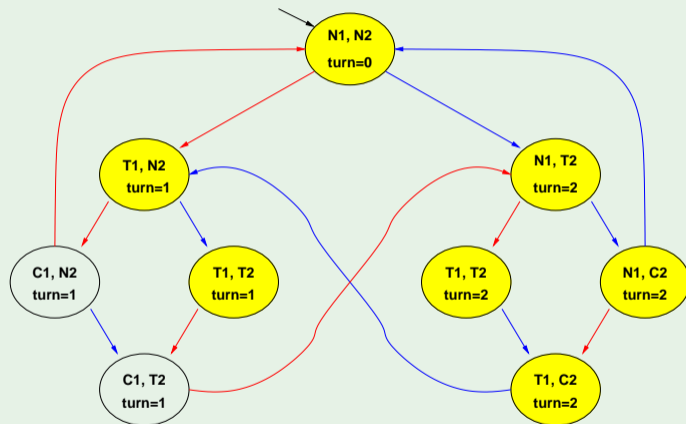 N1, N2
turn=0
T1, N2
turn=1
N1, T2
turn=2
C1, N2
turn=1
T1, T2
turn=1
T1, T2
turn=2
N1, C2
turn=2
C1, T2
turn=1
T1, C2
turn=2